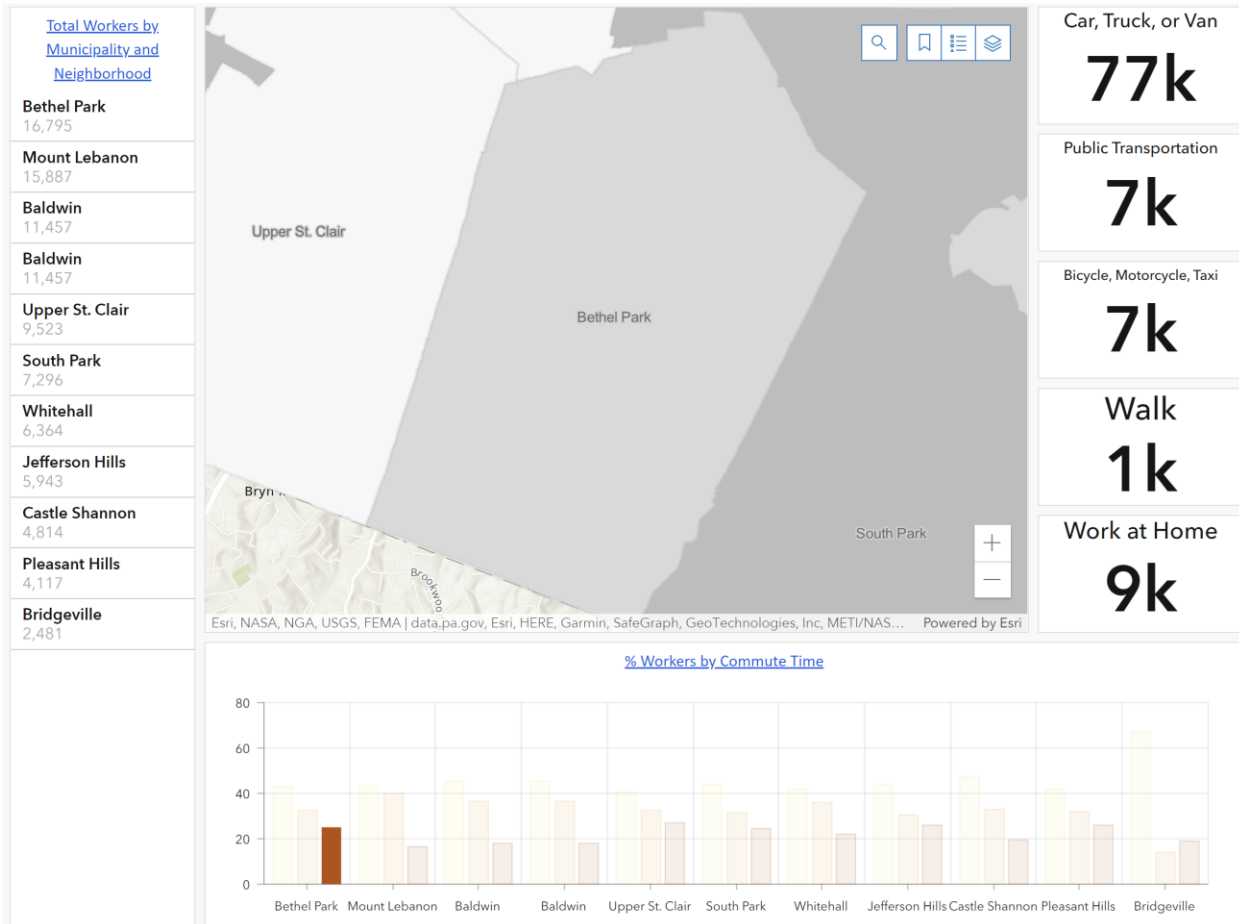 Total Workers by
Municipality and
Neighborhood
Bethel Park
16,795
Mount Lebanon
15,887
Baldwin
11,457
Baldwin
11,457
Upper St. Clair
9,523
South Park
7,296
Whitehall
6,364
Jefferson Hills
5,943
Castle Shannon
4,814
Pleasant Hills
4,117
Bridgeville
2,481
Upper St. Clair
Bethel Park
Bryn
South Park
Brookwoo
Esri, NASA, NGA, USGS, FEMA | data.pa.gov, Esri, HERE, Garmin, SafeGraph, GeoTechnologies, Inc, METI/NAS... Powered by Esri
Car, Truck, or Van
77k
Public Transportation
7k
Bicycle, Motorcycle, Taxi
7k
Walk
1k
Work at Home
9k
% Workers by Commute Time
80
60
40
20
0
Bethel Park Mount Lebanon Baldwin Baldwin Upper St. Clair South Park Whitehall Jefferson Hills Castle Shannon Pleasant Hills Bridgeville